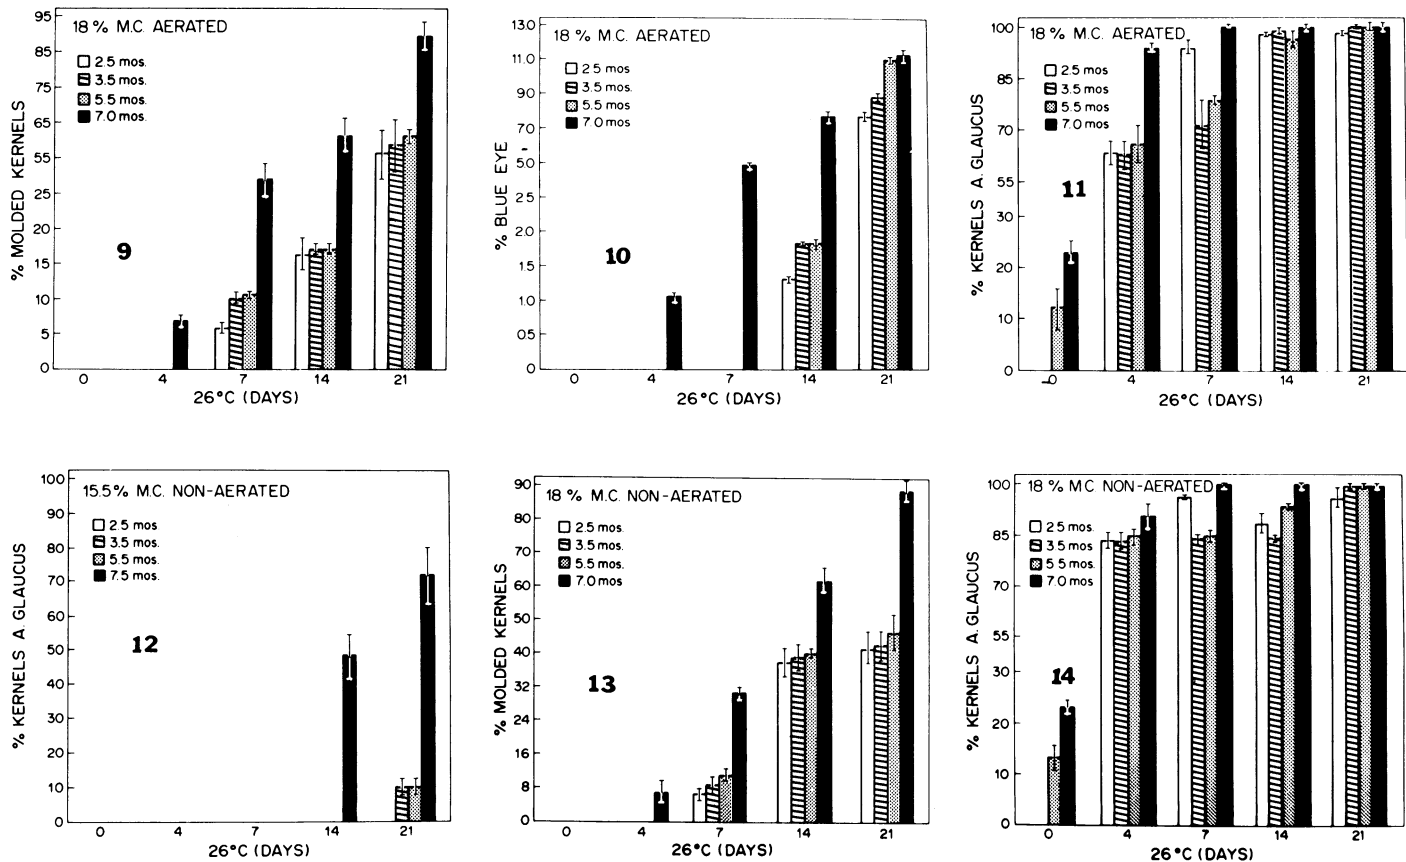 18 % M.C. AERATED
2.5 mos.
3.5 mos.
5.5 mos.
7.0 mos.
% MOLDED KERNELS
95
85
75
65
55
25
20
15
10
5
0
9
0 4 7 14 21
26°C (DAYS)
18 % M.C. AERATED
2.5 mos
3.5 mos.
5.5 mos
7.0 mos
% BLUE EYE
13.0
11.0
9.0
7.0
5.0
2.5
2.0
1.5
1.0
0.5
0
10
0 4 7 14 21
26°C (DAYS)
18 % M.C. AERATED
2.5 mos
3.5 mos
5.5 mos
7.0 mos
% KERNELS A. GLAUCUS
100
85
70
55
30
20
10
0
11
0 4 7 14 21
26°C (DAYS)
15.5% M.C. NON-AERATED
2.5 mos
3.5 mos.
5.5 mos
7.5 mos.
% KERNELS A. GLAUCUS
100
90
80
70
60
50
40
30
20
10
0
12
0 4 7 14 21
26°C (DAYS)
18 % M.C. NON-AERATED
2.5 mos.
3.5 mos.
5.5 mos.
7.0 mos
% MOLDED KERNELS
90
80
70
60
50
40
32
24
16
8
0
13
0 4 7 14 21
26°C (DAYS)
18 % M.C NON-AERATED
2.5 mos
3.5 mos
5 5 mos
7.0 mos
% KERNELS A. GLAUCUS
100
85
70
55
30
20
10
0
14
0 4 7 14 21
26°C (DAYS)